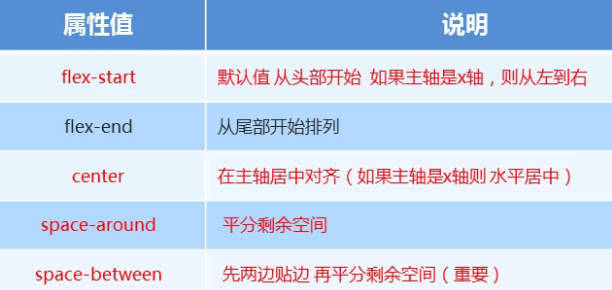 属性值 说明
flex-start 默认值 从头部开始 如果主轴是x轴，则从左到右
flex-end 从尾部开始排列
center 在主轴居中对齐（如果主轴是x轴则 水平居中）
space-around 平分剩余空间
space-between 先两边贴边 再平分剩余空间（重要）